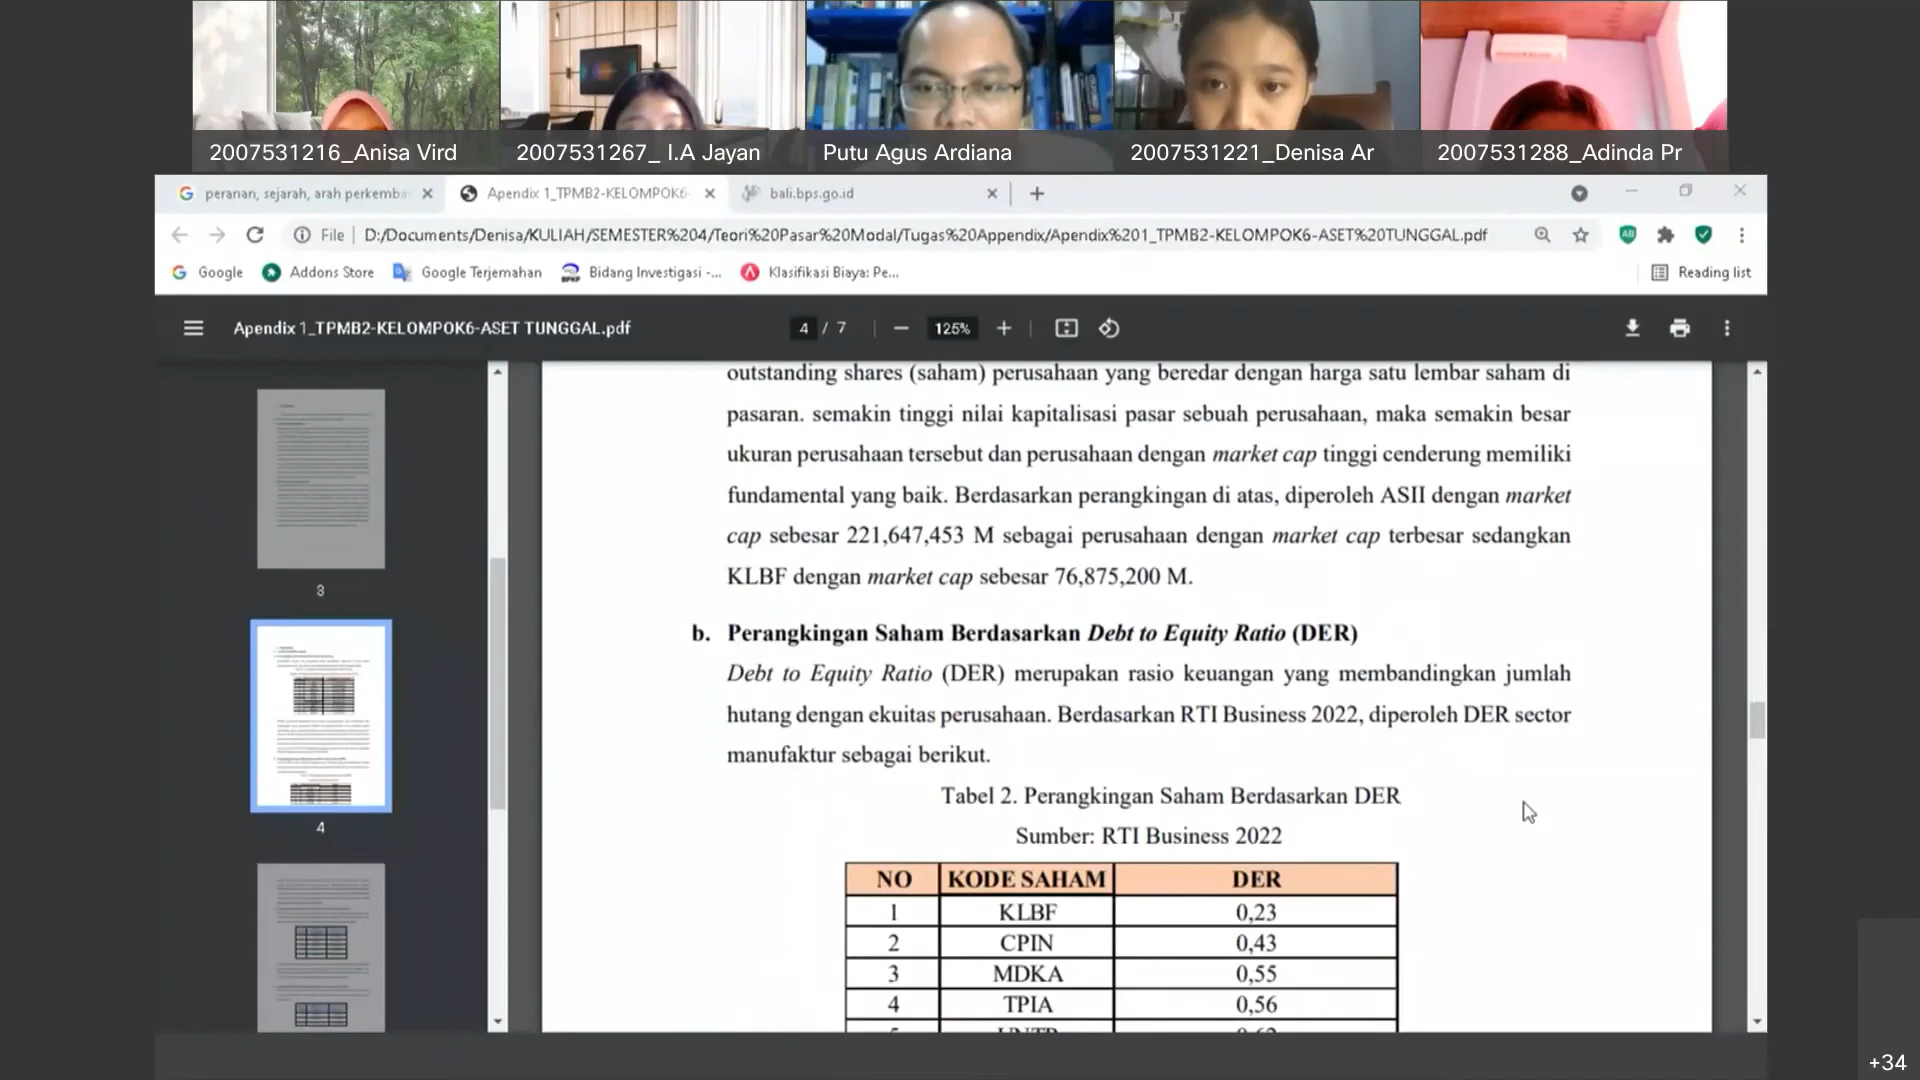 2007531216_Anisa Vird
2007531267_ I.A Jayan
Putu Agus Ardiana
2007531221_Denisa Ar
2007531288_Adinda Pr
peranan, sejarah, arah perkemba
Apendix 1_TPMB2-KELOMPOK6-
bali.bps.go.id
File
D:/Documents/Denisa/KULIAH/SEMESTER%204/Teori%20Pasar%20Modal/Tugas%20Appendix/Apendix%201_TPMB2-KELOMPOK6-ASET%20TUNGGAL.pdf
Google
Addons Store
Google Terjemahan
Bidang Investigasi -...
Klasifikasi Biaya: Pe...
Reading list
Apendix 1_TPMB2-KELOMPOK6-ASET TUNGGAL.pdf
4 / 7
125%
3
4
outstanding shares (saham) perusahaan yang beredar dengan harga satu lembar saham di
pasaran. semakin tinggi nilai kapitalisasi pasar sebuah perusahaan, maka semakin besar
ukuran perusahaan tersebut dan perusahaan dengan market cap tinggi cenderung memiliki
fundamental yang baik. Berdasarkan perangkingan di atas, diperoleh ASII dengan market
cap sebesar 221,647,453 M sebagai perusahaan dengan market cap terbesar sedangkan
KLBF dengan market cap sebesar 76,875,200 M.
b. Perangkingan Saham Berdasarkan Debt to Equity Ratio (DER)
Debt to Equity Ratio (DER) merupakan rasio keuangan yang membandingkan jumlah
hutang dengan ekuitas perusahaan. Berdasarkan RTI Business 2022, diperoleh DER sector
manufaktur sebagai berikut.
Tabel 2. Perangkingan Saham Berdasarkan DER
Sumber: RTI Business 2022
NO KODE SAHAM DER
1 KLBF 0,23
2 CPIN 0,43
3 MDKA 0,55
4 TPIA 0,56
+34